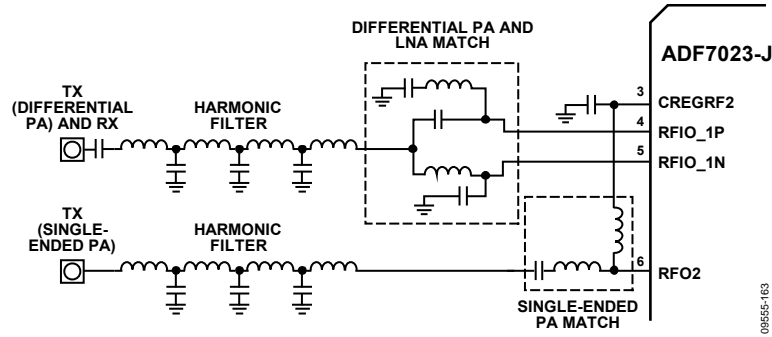 DIFFERENTIAL PA AND
LNA MATCH
ADF7023-J
TX
(DIFFERENTIAL
PA) AND RX
HARMONIC
FILTER
3
CREGRF2
4
RFIO_1P
5
RFIO_1N
TX
(SINGLE-
ENDED PA)
HARMONIC
FILTER
6
RFO2
SINGLE-ENDED
PA MATCH
09555-163